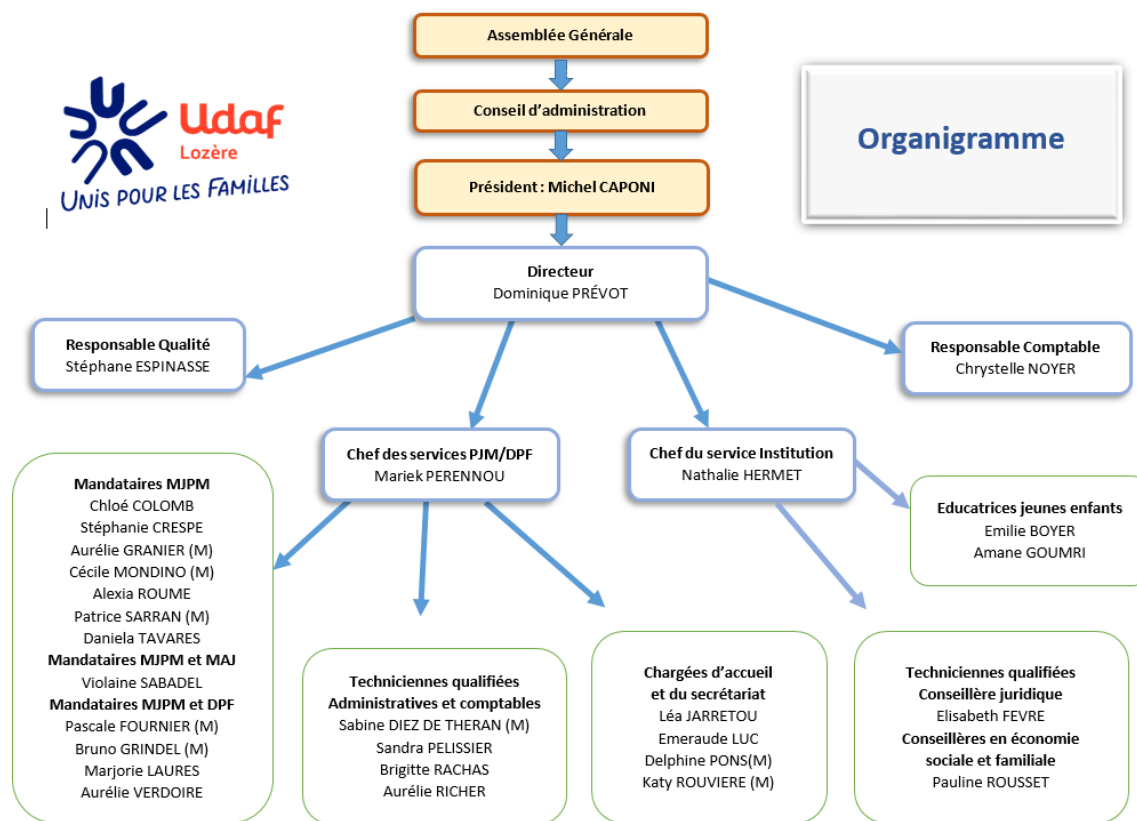 Assemblée Générale
Conseil d'administration
Président : Michel CAPONI
Udaf
Lozère
UNIS POUR LES FAMILLES
Organigramme
Directeur
Dominique PRÉVOT
Responsable Qualité
Stéphane ESPINASSE
Responsable Comptable
Chrystelle NOYER
Chef des services PJM/DPF
Mariek PERENNOU
Chef du service Institution
Nathalie HERMET
Mandataires MJPM
Chloé COLOMB
Stéphanie CRESPE
Aurélie GRANIER (M)
Cécile MONDINO (M)
Alexia ROUME
Patrice SARRAN (M)
Daniela TAVARES
Mandataires MJPM et MAJ
Violaine SABADEL
Mandataires MJPM et DPF
Pascale FOURNIER (M)
Bruno GRINDEL (M)
Marjorie LAURES
Aurélie VERDOIRE
Techniciennes qualifiées
Administratives et comptables
Sabine DIEZ DE THERAN (M)
Sandra PELISSIER
Brigitte RACHAS
Aurélie RICHER
Chargées d'accueil
et du secrétariat
Léa JARRETOU
Emeraude LUC
Delphine PONS(M)
Katy ROUVIERE (M)
Educatrices jeunes enfants
Emilie BOYER
Amane GOUMRI
Techniciennes qualifiées
Conseillère juridique
Elisabeth FEVRE
Conseillères en économie
sociale et familiale
Pauline ROUSSET